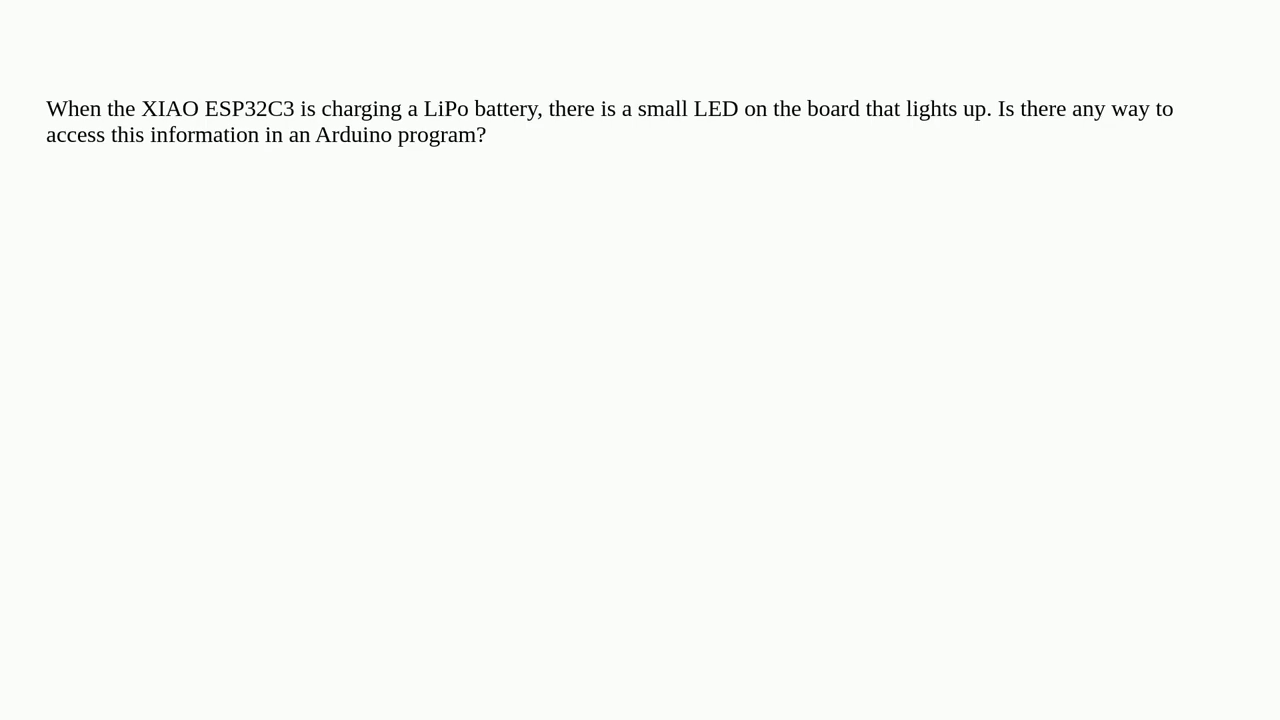 When the XIAO ESP32C3 is charging a LiPo battery, there is a small LED on the board that lights up. Is there any way to
access this information in an Arduino program?